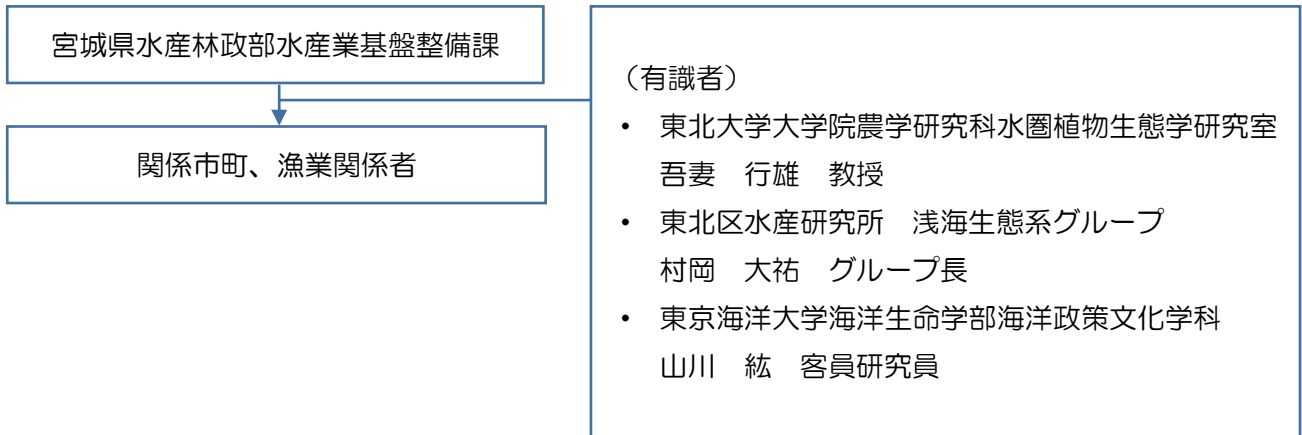 宮城県水産林政部水産業基盤整備課
関係市町、漁業関係者
（有識者）
• 東北大学大学院農学研究科水圏植物生態学研究室
吾妻　行雄　教授
• 東北区水産研究所　浅海生態系グループ
村岡　大祐　グループ長
• 東京海洋大学海洋生命学部海洋政策文化学科
山川　紘　客員研究員